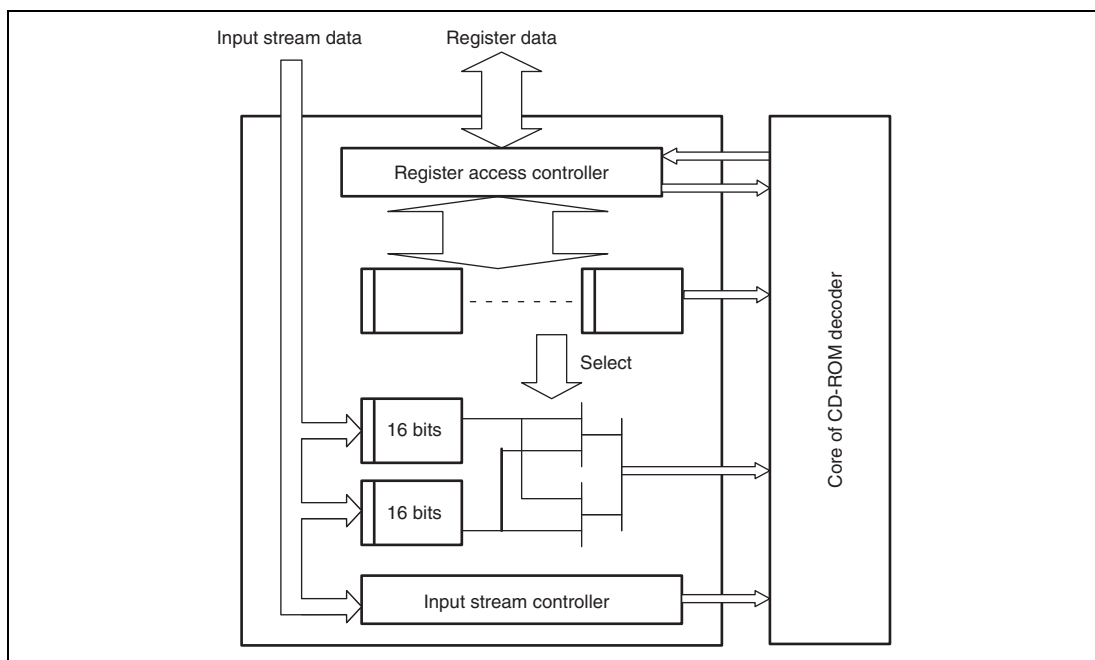 Input stream data
Register data
Register access controller
Select
16 bits
16 bits
Input stream controller
Core of CD-ROM decoder